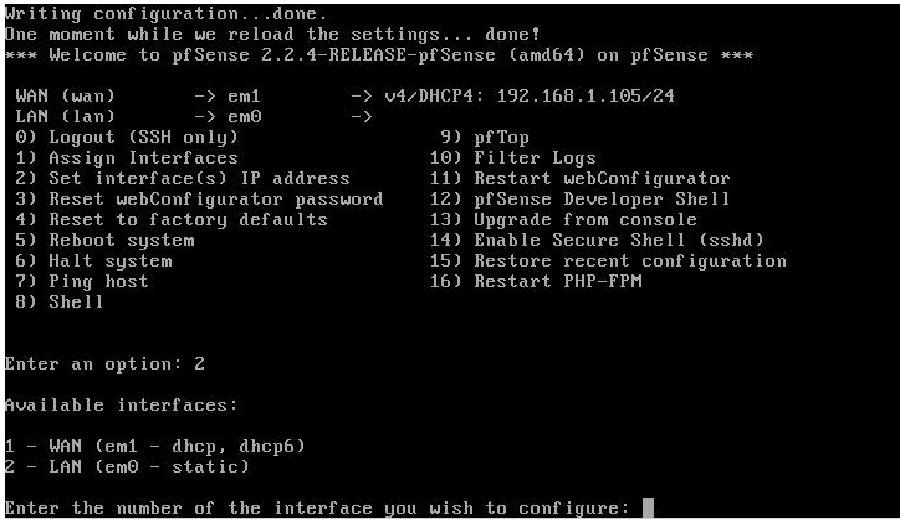 Writing configuration...done.
One moment while we reload the settings... done!
*** Welcome to pfSense 2.2.4-RELEASE-pfSense (amd64) on pfSense ***
WAN (wan) -> em1 -> v4/DHCP4: 192.168.1.105/24
LAN (lan) -> em0 ->
0) Logout (SSH only) 9) pfTop
1) Assign Interfaces 10) Filter Logs
2) Set interface(s) IP address 11) Restart webConfigurator
3) Reset webConfigurator password 12) pfSense Developer Shell
4) Reset to factory defaults 13) Upgrade from console
5) Reboot system 14) Enable Secure Shell (sshd)
6) Halt system 15) Restore recent configuration
7) Ping host 16) Restart PHP-FPM
8) Shell
Enter an option: 2
Available interfaces:
1 - WAN (em1 - dhcp, dhcp6)
2 - LAN (em0 - static)
Enter the number of the interface you wish to configure: